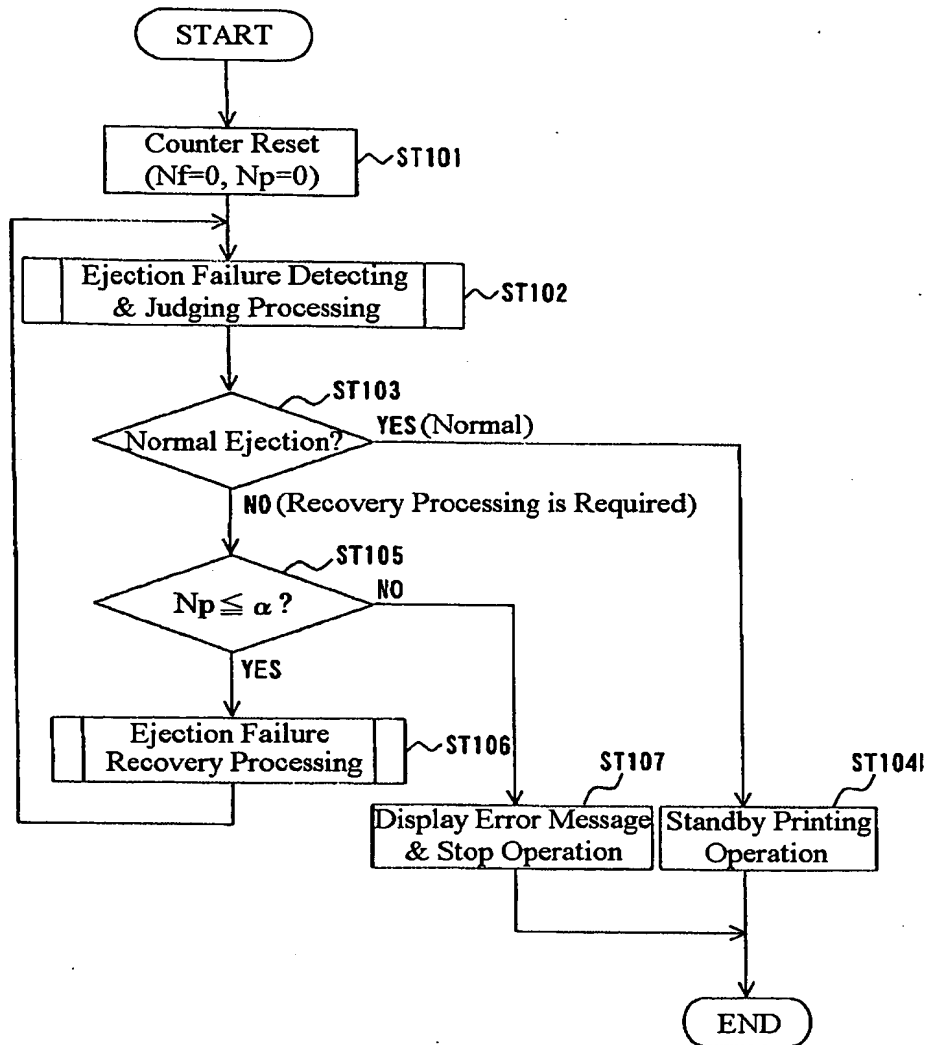 START
Counter Reset
(Nf=0, Np=0)
ST101
Ejection Failure Detecting
& Judging Processing
ST102
ST103
Normal Ejection?
YES (Normal)
NO (Recovery Processing is Required)
ST105
Np ≦ α ?
NO
YES
Ejection Failure
Recovery Processing
ST106
ST107
Display Error Message
& Stop Operation
ST104
Standby Printing
Operation
END